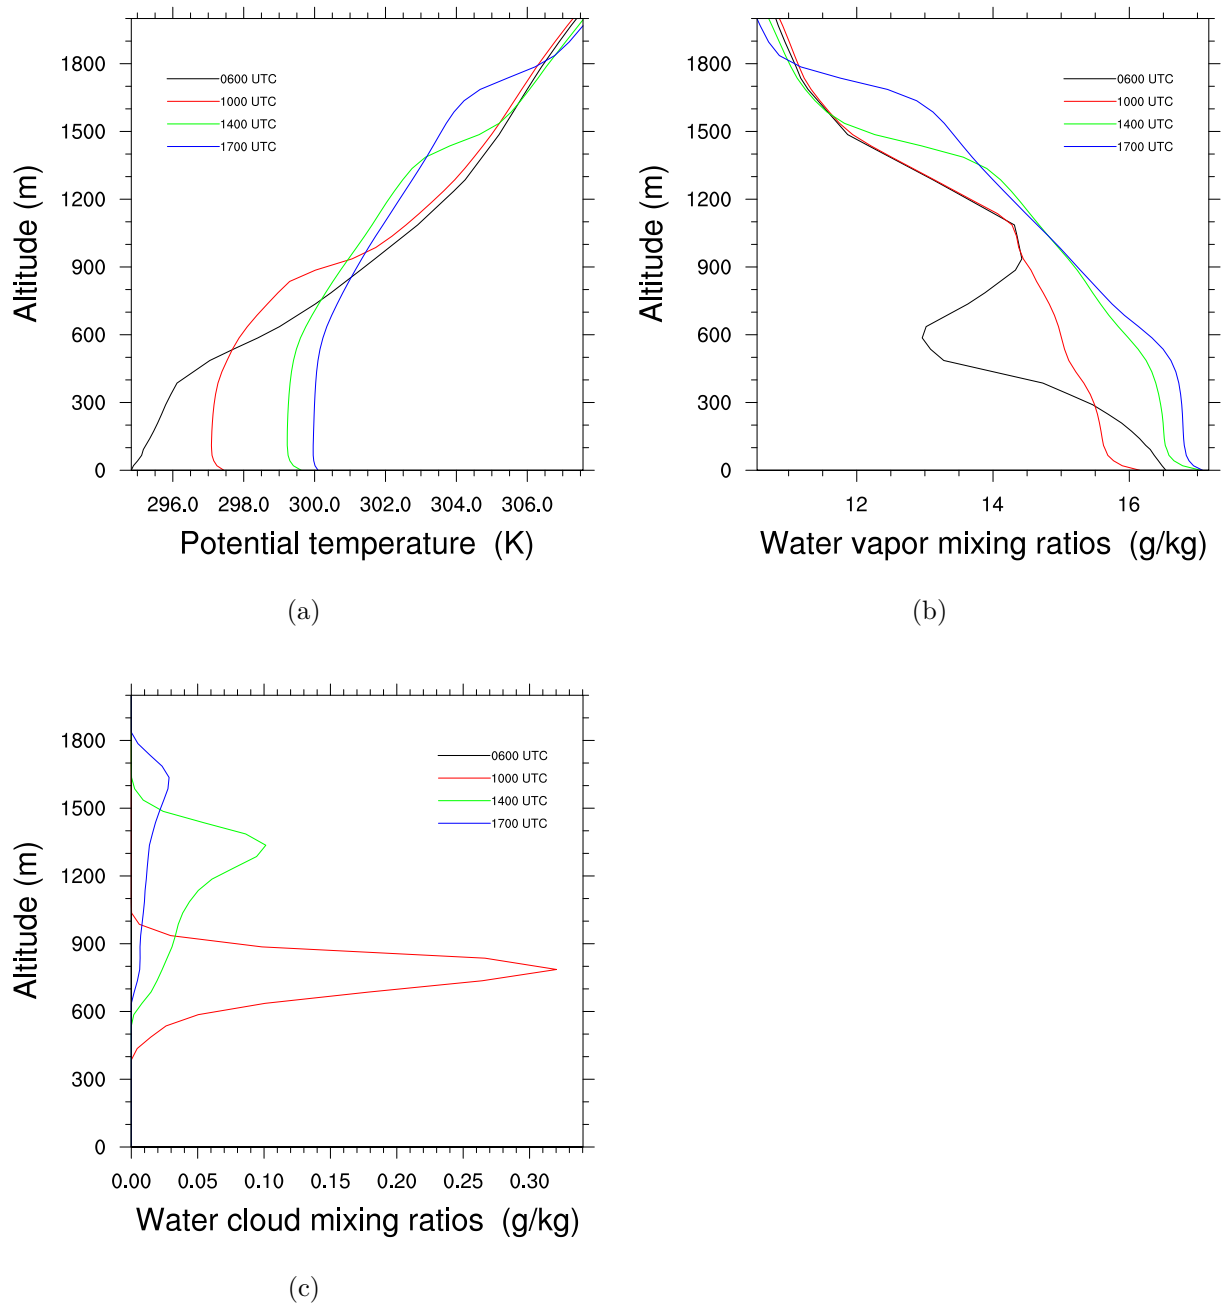 1800
1500
1200
900
600
300
0
Altitude (m)
0600 UTC
1000 UTC
1400 UTC
1700 UTC
296.0 298.0 300.0 302.0 304.0 306.0
Potential temperature (K)
(a)
1800
1500
1200
900
600
300
0
Altitude (m)
0600 UTC
1000 UTC
1400 UTC
1700 UTC
12 14 16
Water vapor mixing ratios (g/kg)
(b)
1800
1500
1200
900
600
300
0
Altitude (m)
0600 UTC
1000 UTC
1400 UTC
1700 UTC
0.00 0.05 0.10 0.15 0.20 0.25 0.30
Water cloud mixing ratios (g/kg)
(c)